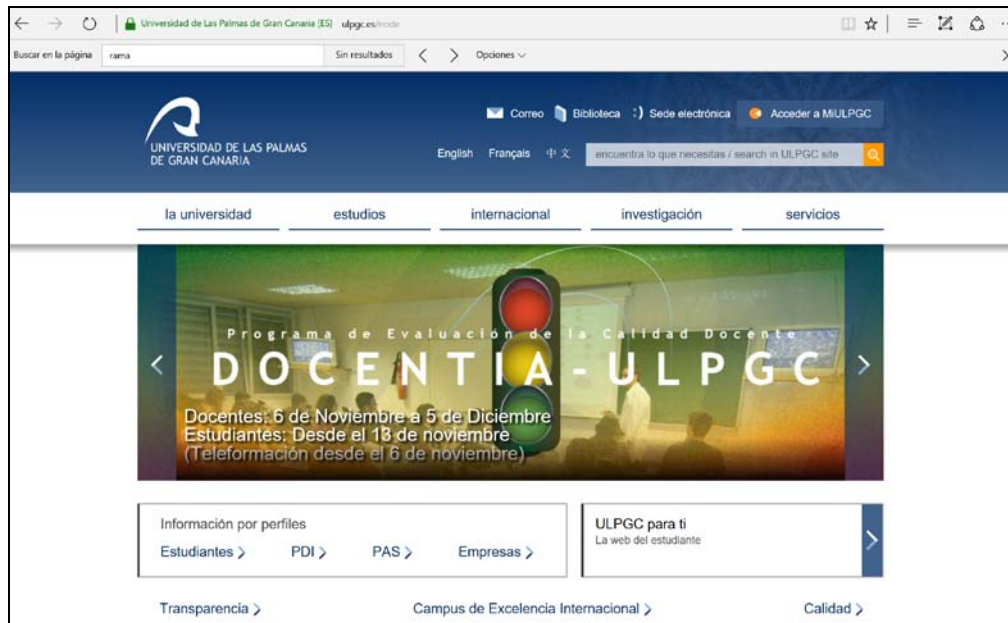 Universidad de Las Palmas de Gran Canaria [ES] ulpgc.es/node
Buscar en la página rama Sin resultados Opciones
Correo Biblioteca :) Sede electrónica Acceder a MiULPGC
UNIVERSIDAD DE LAS PALMAS
DE GRAN CANARIA
English Français 中文 encuentra lo que necesitas / search in ULPGC site
la universidad estudios internacional investigación servicios
Programa de Evaluación de la Calidad Docente
DOCENTIA-ULPGC
Docentes: 6 de Noviembre a 5 de Diciembre
Estudiantes: Desde el 13 de noviembre
(Teleformación desde el 6 de noviembre)
Información por perfiles
Estudiantes PDI PAS Empresas
ULPGC para ti
La web del estudiante
Transparencia Campus de Excelencia Internacional Calidad